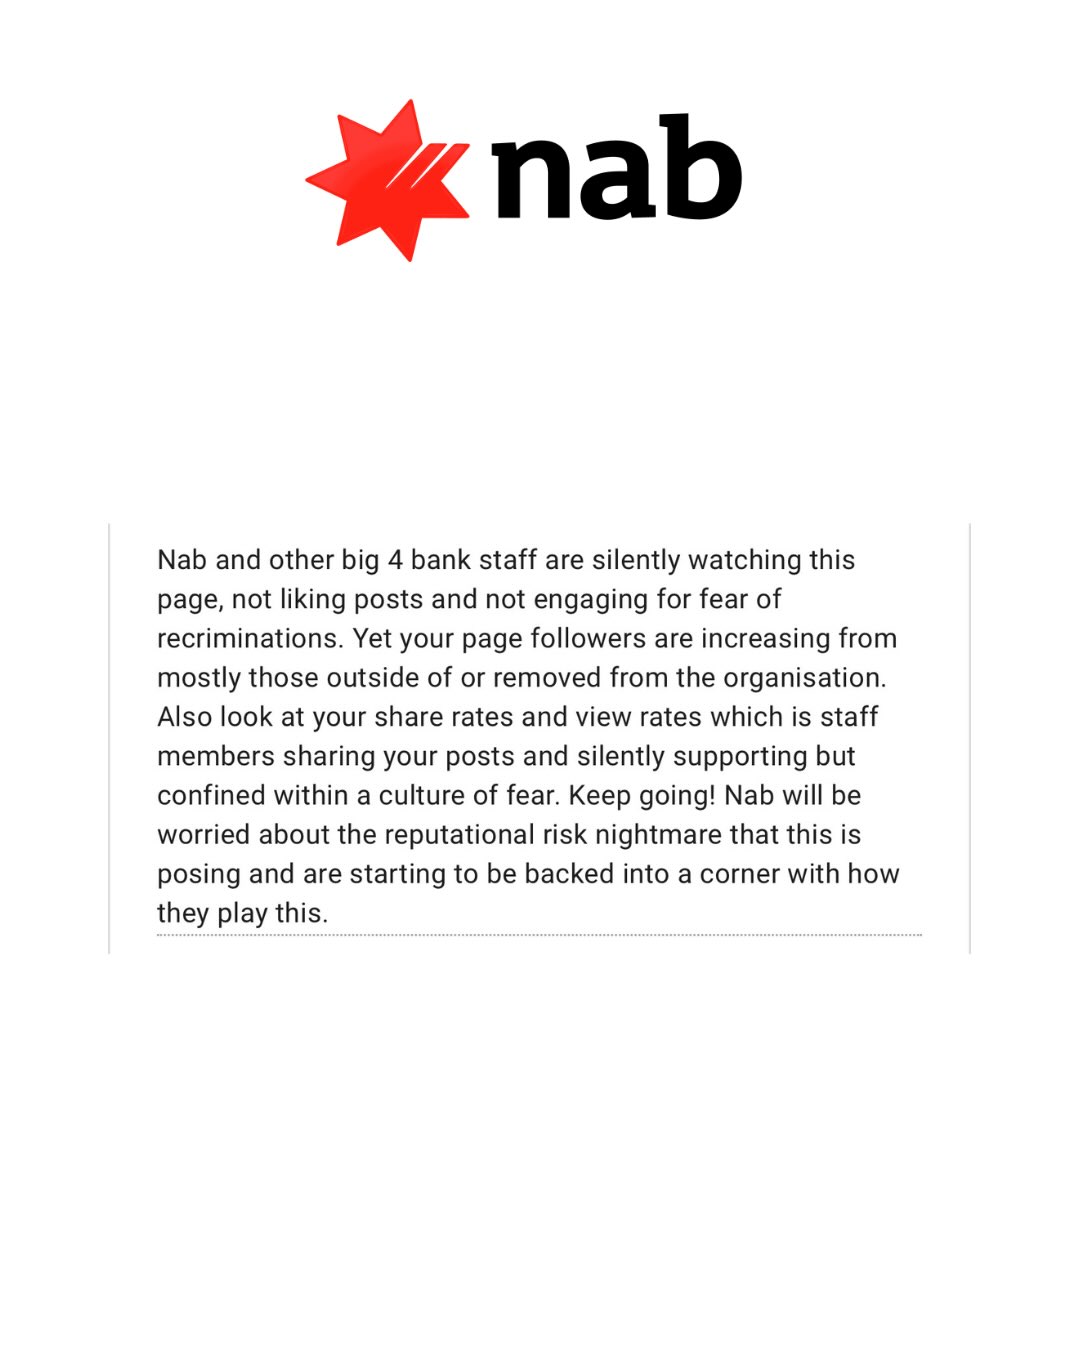 nab
Nab and other big 4 bank staff are silently watching this
page, not liking posts and not engaging for fear of
recriminations. Yet your page followers are increasing from
mostly those outside of or removed from the organisation.
Also look at your share rates and view rates which is staff
members sharing your posts and silently supporting but
confined within a culture of fear. Keep going! Nab will be
worried about the reputational risk nightmare that this is
posing and are starting to be backed into a corner with how
they play this.